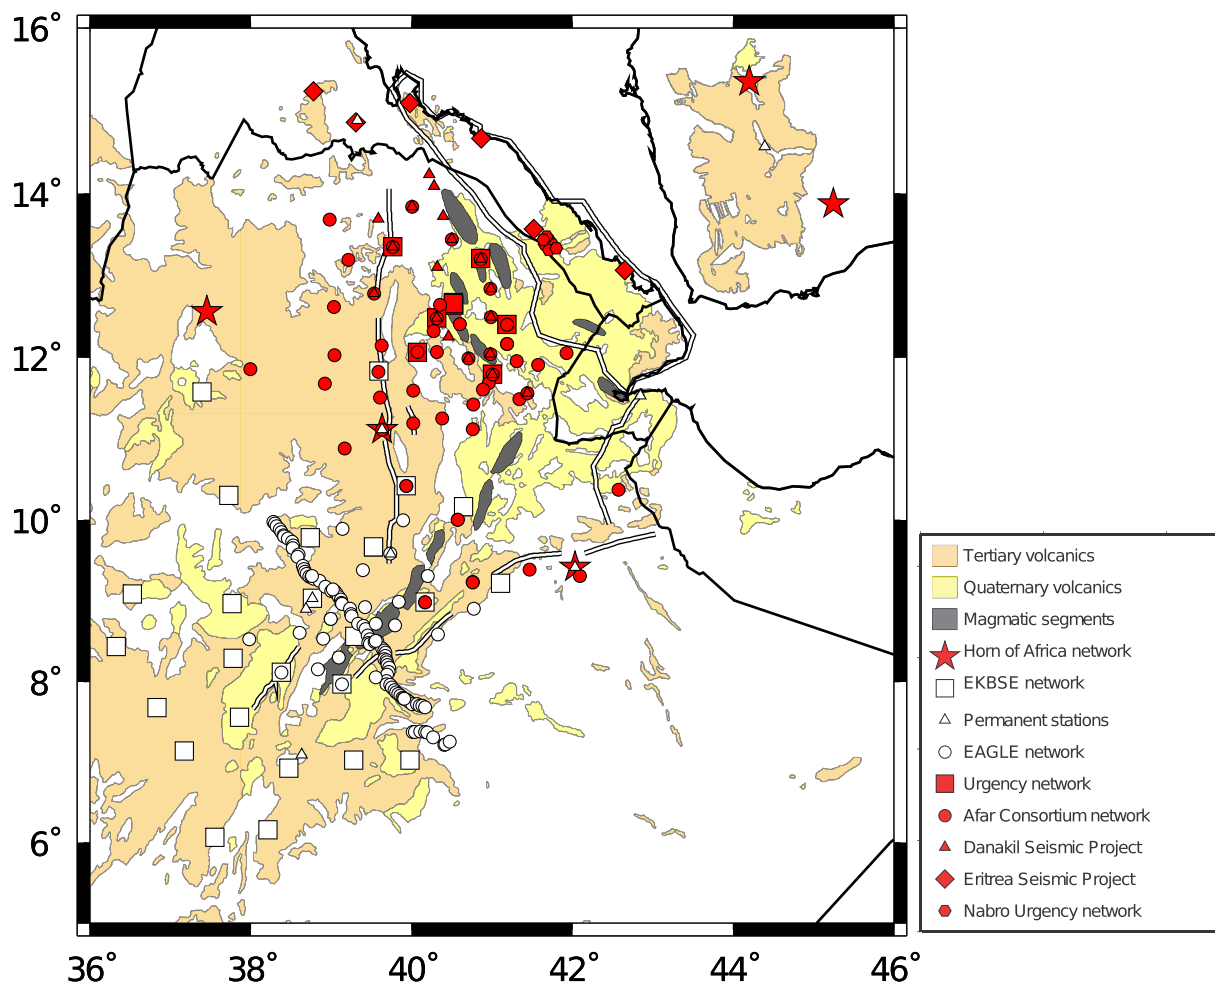 16°
14°
12°
10°
8°
6°
36°
38°
40°
42°
44°
46°
Tertiary volcanics
Quaternary volcanics
Magmatic segments
Horn of Africa network
EKBSE network
Permanent stations
EAGLE network
Urgency network
Afar Consortium network
Danakil Seismic Project
Eritrea Seismic Project
Nabro Urgency network